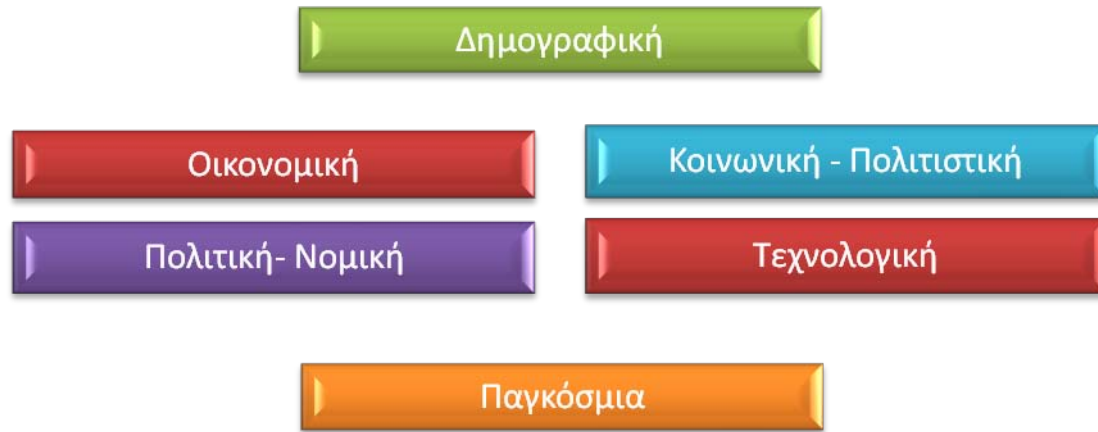 Δημογραφική
Οικονομική
Κοινωνική - Πολιτιστική
Πολιτική- Νομική
Τεχνολογική
Παγκόσμια